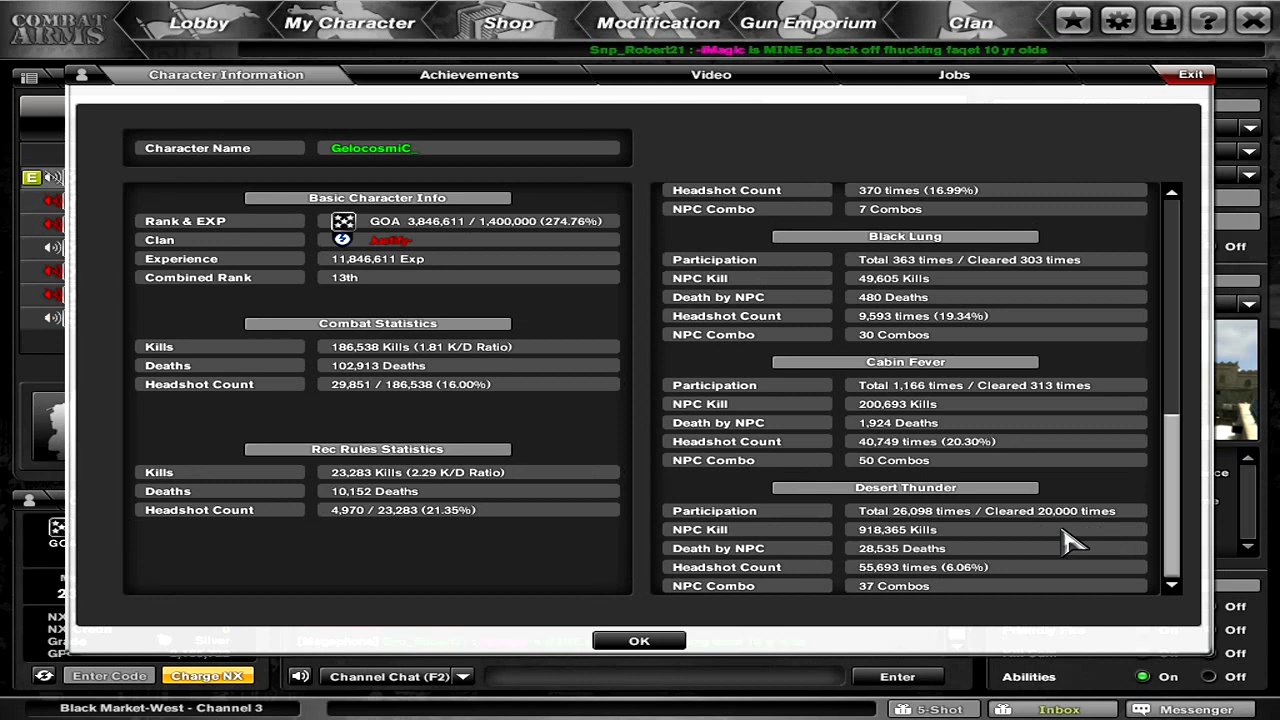 COMBAT ARMS
Lobby My Character Shop Modification Gun Emporium Clan
Snp_Robert21 : -iMagic is MINE so back off fhucking faqet 10 yr olds
Character Information Achievements Video Jobs Exit
Character Name GelocosmiC_
Basic Character Info
Rank & EXP GOA 3,846,611 / 1,400,000 (274.76%)
Clan Justify-
Experience 11,846,611 Exp
Combined Rank 13th
Combat Statistics
Kills 186,538 Kills (1.81 K/D Ratio)
Deaths 102,913 Deaths
Headshot Count 29,851 / 186,538 (16.00%)
Rec Rules Statistics
Kills 23,283 Kills (2.29 K/D Ratio)
Deaths 10,152 Deaths
Headshot Count 4,970 / 23,283 (21.35%)
Headshot Count 370 times (16.99%)
NPC Combo 7 Combos
Black Lung
Participation Total 363 times / Cleared 303 times
NPC Kill 49,605 Kills
Death by NPC 480 Deaths
Headshot Count 9,593 times (19.34%)
NPC Combo 30 Combos
Cabin Fever
Participation Total 1,166 times / Cleared 313 times
NPC Kill 200,693 Kills
Death by NPC 1,924 Deaths
Headshot Count 40,749 times (20.30%)
NPC Combo 50 Combos
Desert Thunder
Participation Total 26,098 times / Cleared 20,000 times
NPC Kill 918,365 Kills
Death by NPC 28,535 Deaths
Headshot Count 55,693 times (6.06%)
NPC Combo 37 Combos
OK
E
Off
Off
On Off
Enter Code Charge NX Channel Chat (F2) Enter Abilities On Off
Black Market-West - Channel 3 5-Shot Inbox Messenger